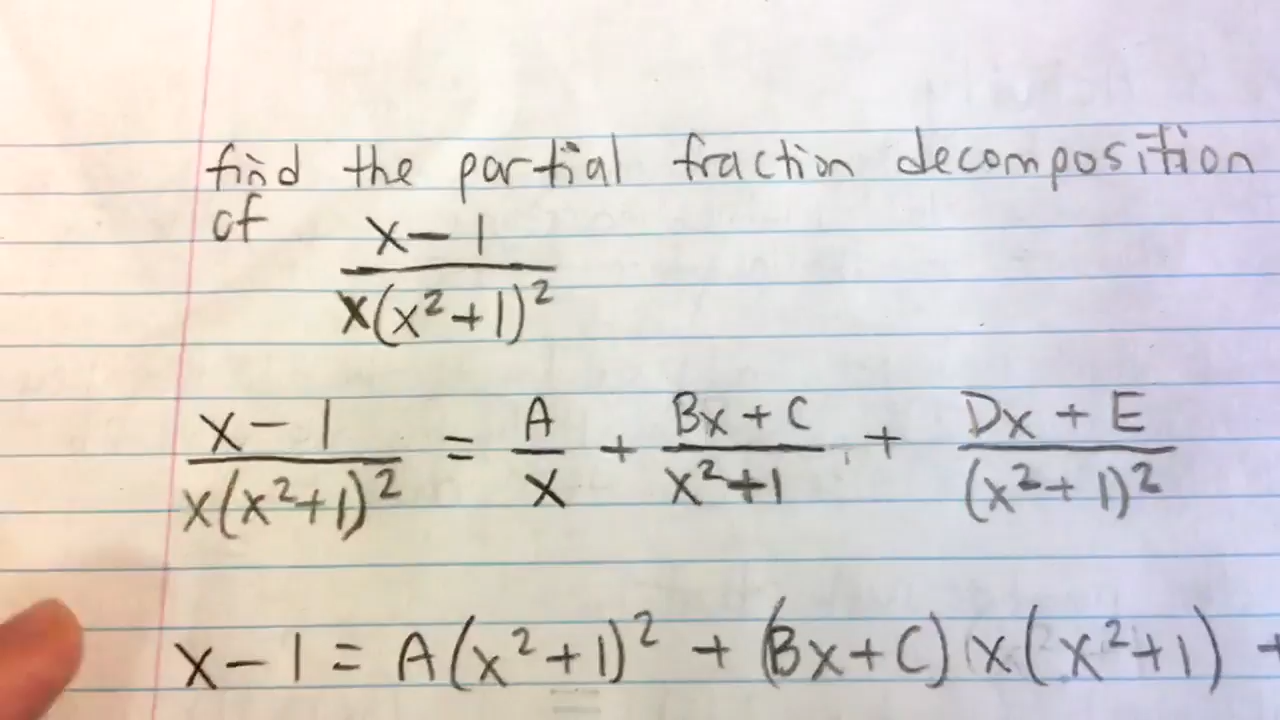 find the partial fraction decomposition
of x-1
x(x²+1)²
x-1 / x(x²+1)² = A/x + Bx+C / x²+1 + Dx+E / (x²+1)²
x-1 = A(x²+1)² + (Bx+C)x(x²+1) +